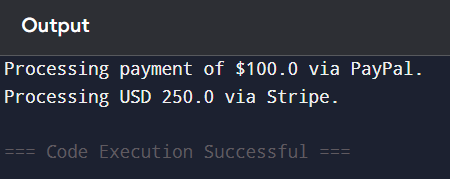 Output
Processing payment of $100.0 via PayPal.
Processing USD 250.0 via Stripe.
=== Code Execution Successful ===